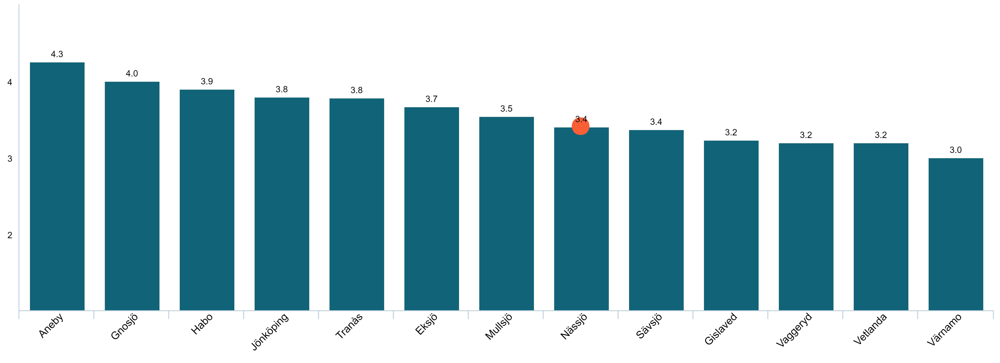 4.3
4.0
3.9
3.8
3.8
3.7
3.5
3.4
3.4
3.2
3.2
3.2
3.0
4
3
2
Aneby
Gnosjö
Habo
Jönköping
Tranås
Eksjö
Mullsjö
Nässjö
Sävsjö
Gislaved
Vaggeryd
Vetlanda
Värnamo